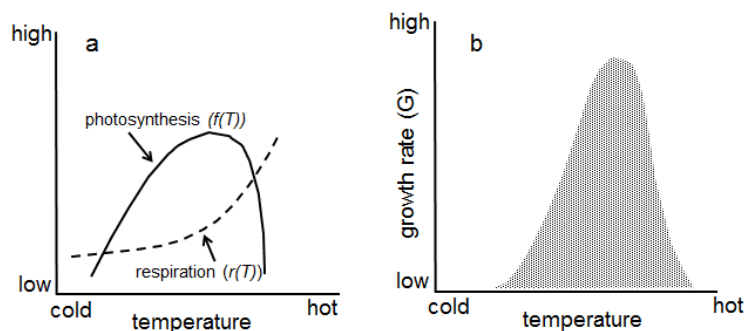 high
a
photosynthesis (f(T))
respiration (r(T))
low
cold
temperature
hot
high
b
growth rate (G)
low
cold
temperature
hot